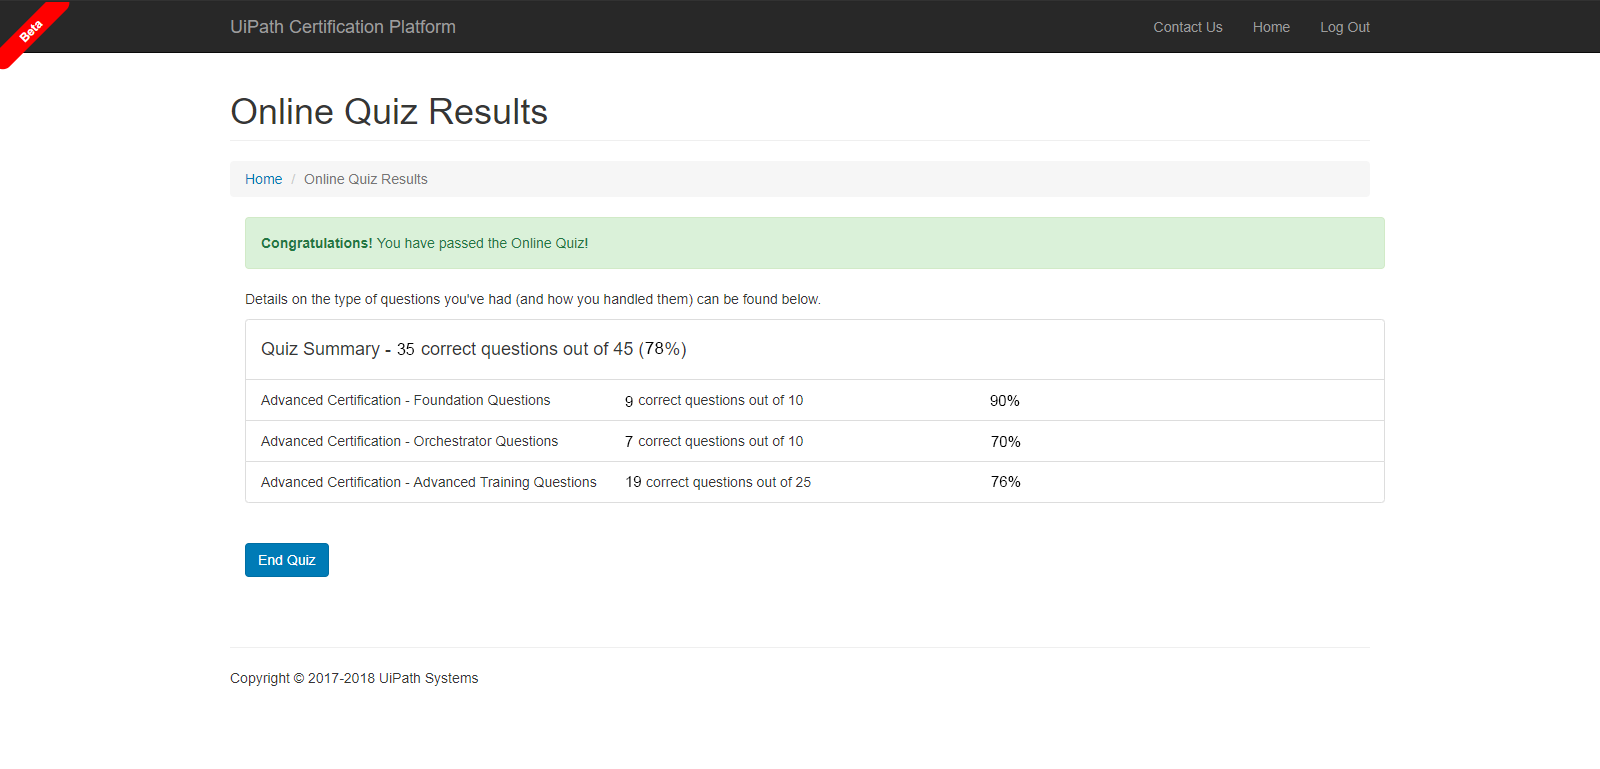 Beta
UiPath Certification Platform
Contact Us Home Log Out
Online Quiz Results
Home / Online Quiz Results
Congratulations! You have passed the Online Quiz!
Details on the type of questions you've had (and how you handled them) can be found below.
Quiz Summary - 35 correct questions out of 45 (78%)
Advanced Certification - Foundation Questions 9 correct questions out of 10 90%
Advanced Certification - Orchestrator Questions 7 correct questions out of 10 70%
Advanced Certification - Advanced Training Questions 19 correct questions out of 25 76%
End Quiz
Copyright © 2017-2018 UiPath Systems